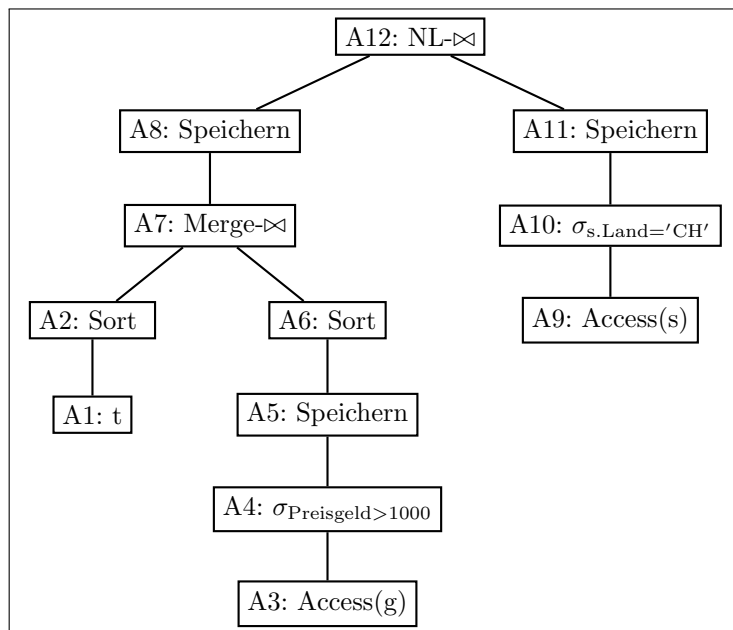 A12: NL-⋈
A8: Speichern
A11: Speichern
A7: Merge-⋈
A10: σs.Land='CH'
A2: Sort
A6: Sort
A9: Access(s)
A1: t
A5: Speichern
A4: σPreisgeld>1000
A3: Access(g)